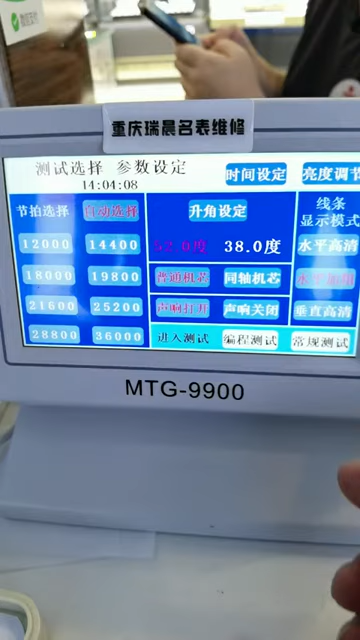 重庆瑞晨名表维修
测试选择 参数设定 时间设定 亮度调节
14:04:08
节拍选择 自动选择 升角设定 线条
显示模式
12000 14400 52.0度 38.0度 水平高清
18000 19800 普通机芯 同轴机芯
21600 25200 声响打开 声响关闭 垂直高清
28800 36000 进入测试 编程测试 常规测试
MTG-9900